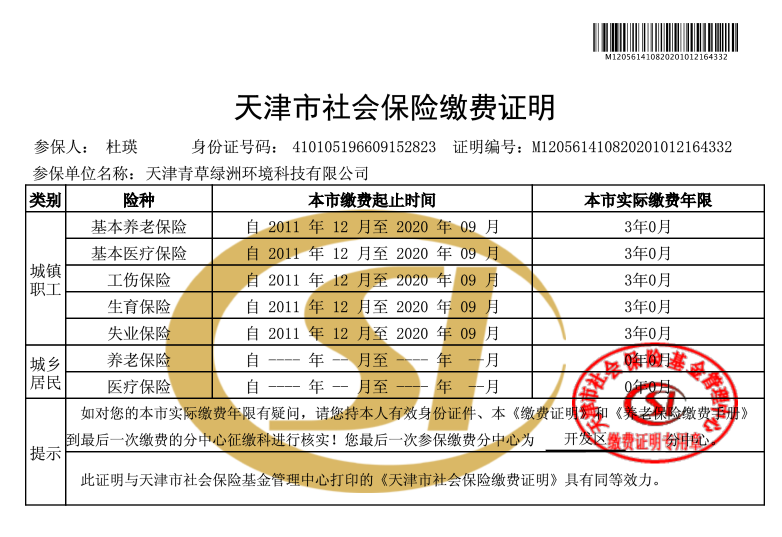 M120561410820201012164332
天津市社会保险缴费证明
参保人： 杜瑛 身份证号码： 410105196609152823 证明编号：M120561410820201012164332
参保单位名称：天津青草绿洲环境科技有限公司
类别 险种 本市缴费起止时间 本市实际缴费年限
城镇职工 基本养老保险 自 2011 年 12 月至 2020 年 09 月 3年0月
基本医疗保险 自 2011 年 12 月至 2020 年 09 月 3年0月
工伤保险 自 2011 年 12 月至 2020 年 09 月 3年0月
生育保险 自 2011 年 12 月至 2020 年 09 月 3年0月
失业保险 自 2011 年 12 月至 2020 年 09 月 3年0月
城乡居民 养老保险 自 ---- 年 -- 月至 ---- 年 --月 0年0月
医疗保险 自 ---- 年 -- 月至 ---- 年 --月 0年0月
提示 如对您的本市实际缴费年限有疑问，请您持本人有效身份证件、本《缴费证明》和《养老保险缴费手册》
到最后一次缴费的分中心征缴科进行核实！您最后一次参保缴费分中心为 开发区 分中心。
此证明与天津市社会保险基金管理中心打印的《天津市社会保险缴费证明》具有同等效力。
天津市社会保险基金管理中心
缴费证明专用章